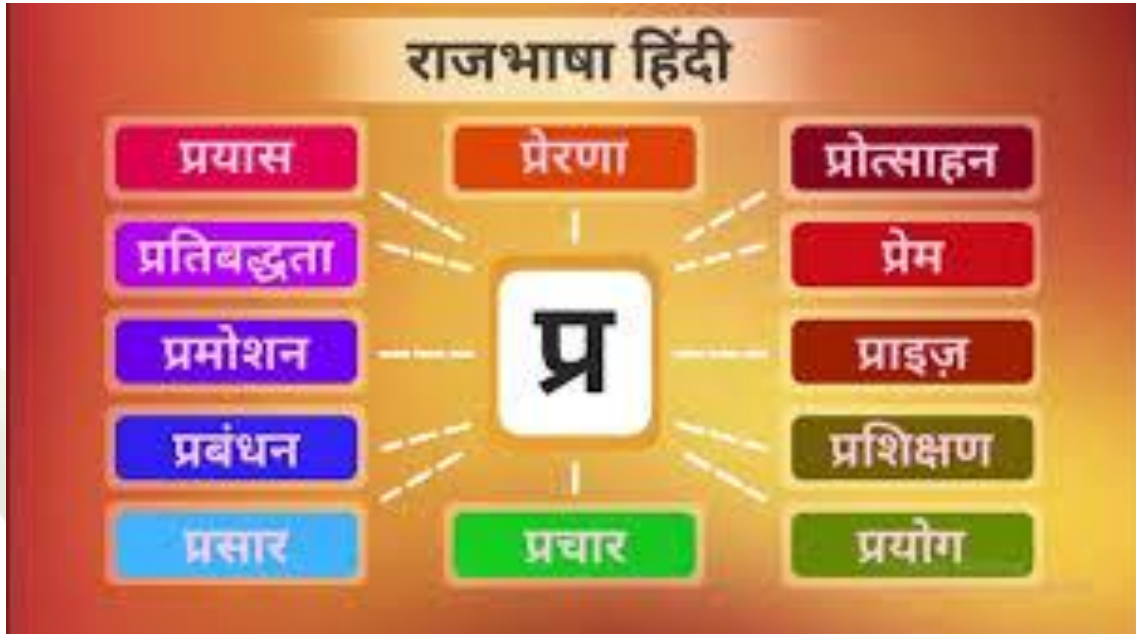 राजभाषा हिंदी
प्रयास
प्रेरणा
प्रोत्साहन
प्रतिबद्धता
प्रेम
प्र
प्रमोशन
प्राइज़
प्रबंधन
प्रशिक्षण
प्रसार
प्रचार
प्रयोग